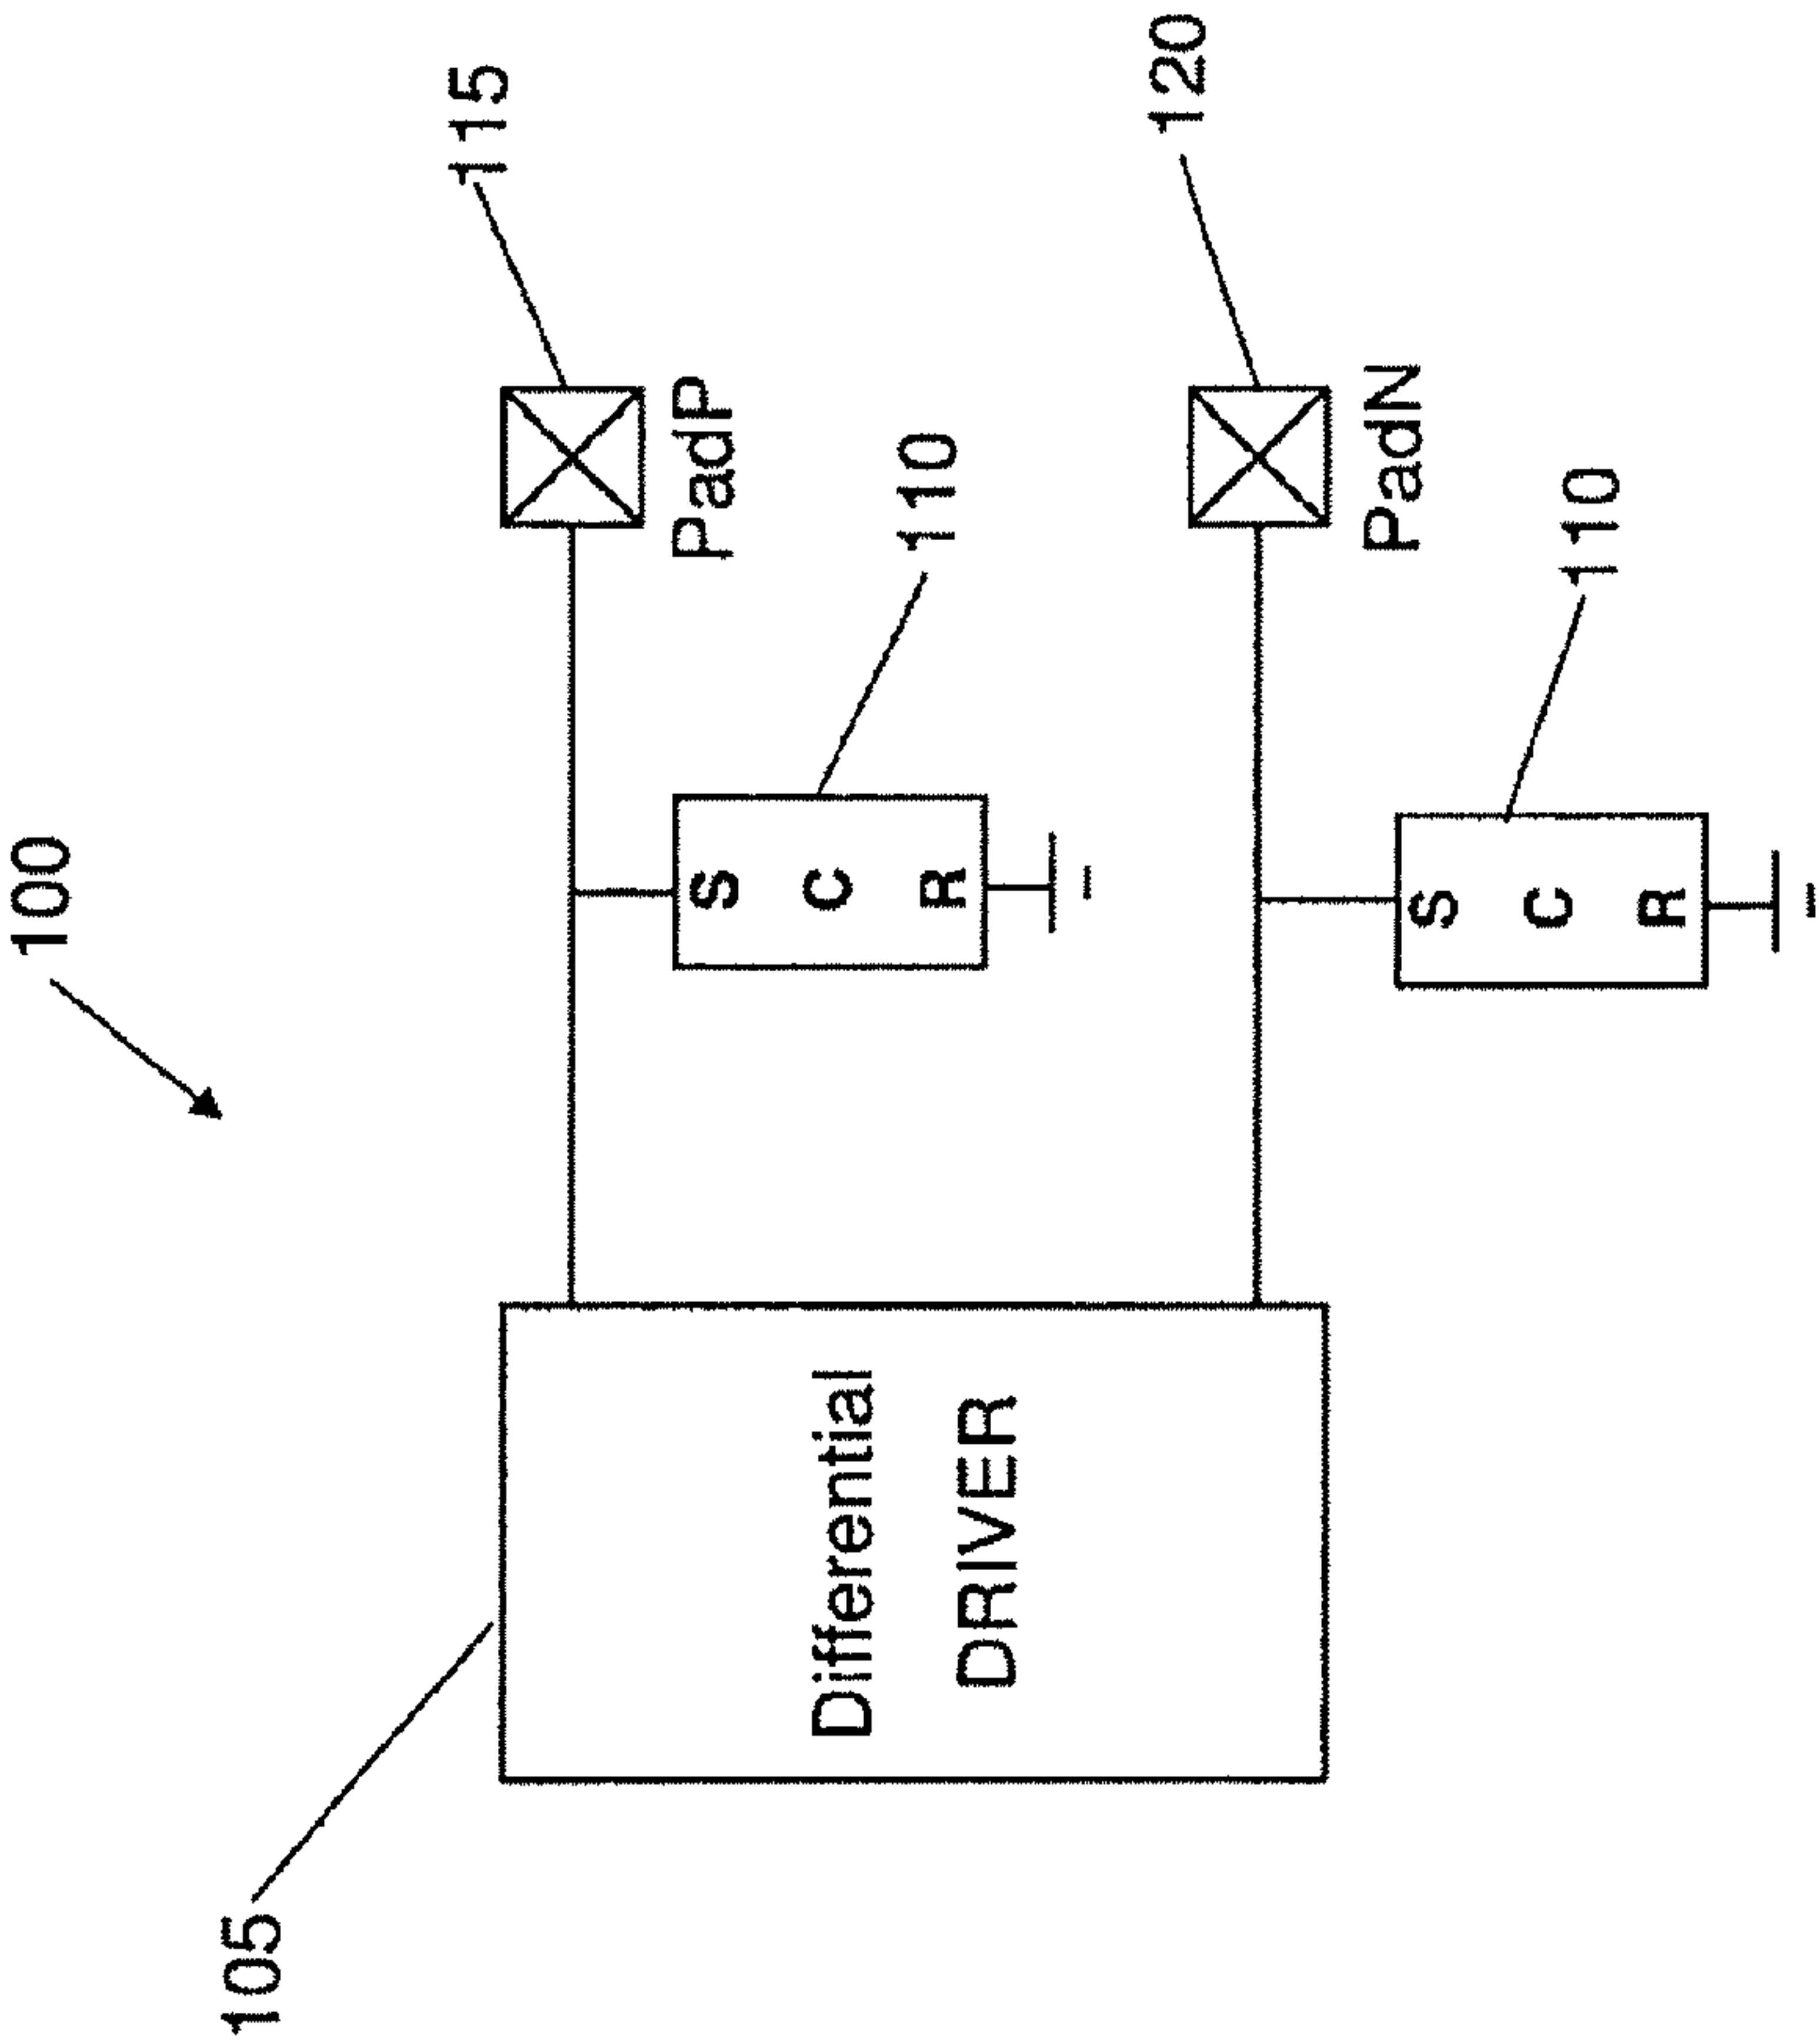 100
115
PadP
110
105
Differential
DRIVER
S C R
120
PadN
110
S C R